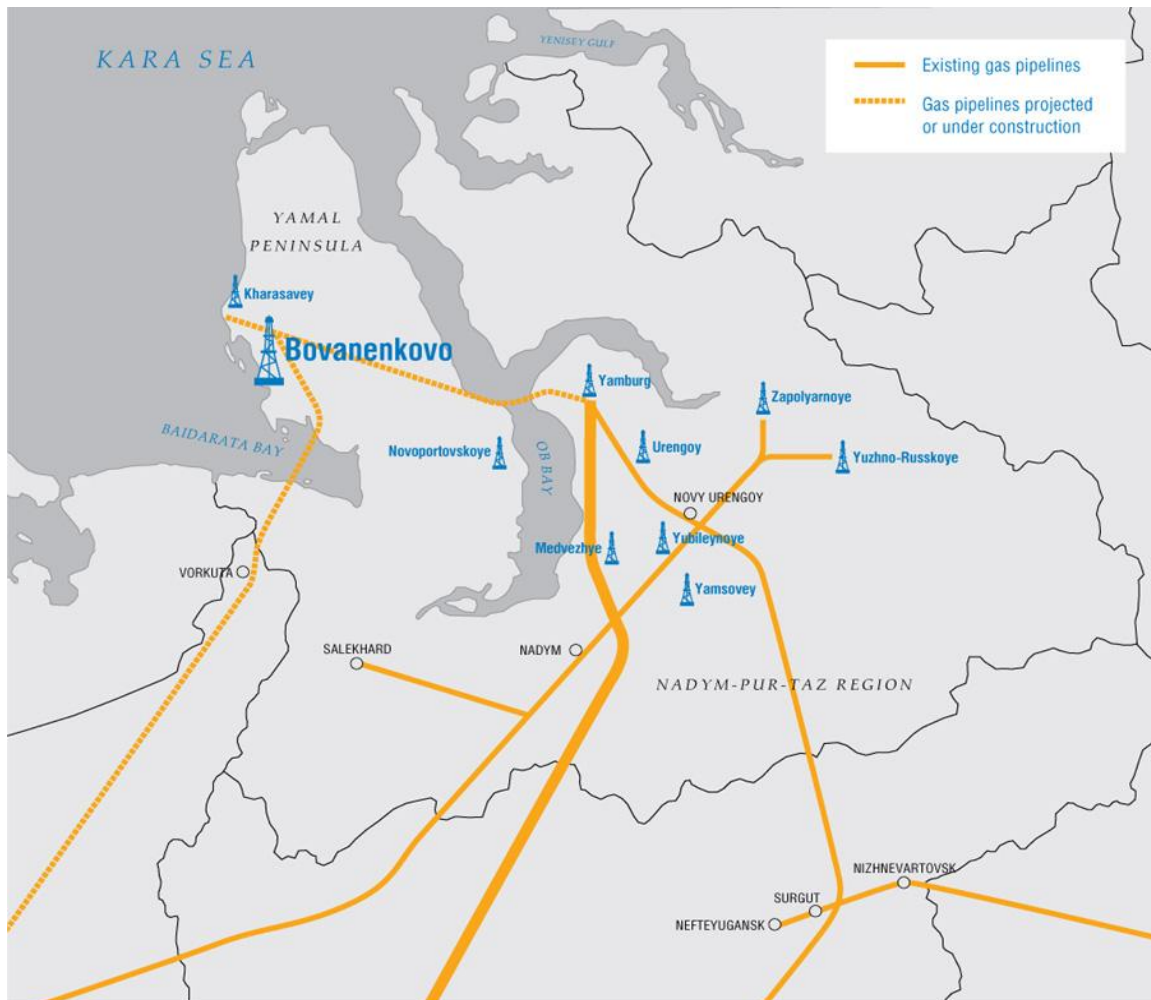 KARA SEA
YENISEY GULF
Existing gas pipelines
Gas pipelines projected
or under construction
YAMAL
PENINSULA
Kharasavey
Bovanenkovo
Yamburg
Zapolyarnoye
BAIDARATA BAY
Novoportovskoye
OB BAY
Urengoy
Yuzhno-Russkoye
NOVY URENGOY
Medvezhye
Yubileynoye
VORKUTA
Yamsovey
SALEKHARD
NADYM
NADYM-PUR-TAZ REGION
NIZHNEVARTOVSK
SURGUT
NEFTEYUGANSK